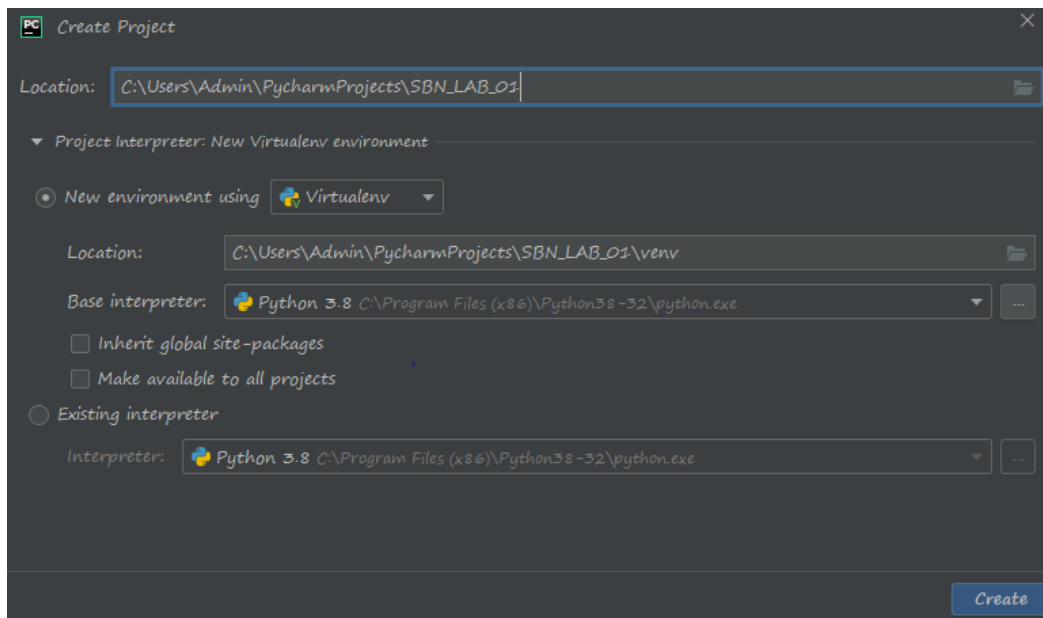 PC Create Project
Location: C:\Users\Admin\PycharmProjects\SBN_LAB_01
Project Interpreter: New Virtualenv environment
New environment using Virtualenv
Location: C:\Users\Admin\PycharmProjects\SBN_LAB_01\venv
Base interpreter: Python 3.8 C:\Program Files (x86)\Python38-32\python.exe ...
Inherit global site-packages
Make available to all projects
Existing interpreter
Interpreter: Python 3.8 C:\Program Files (x86)\Python38-32\python.exe ...
Create